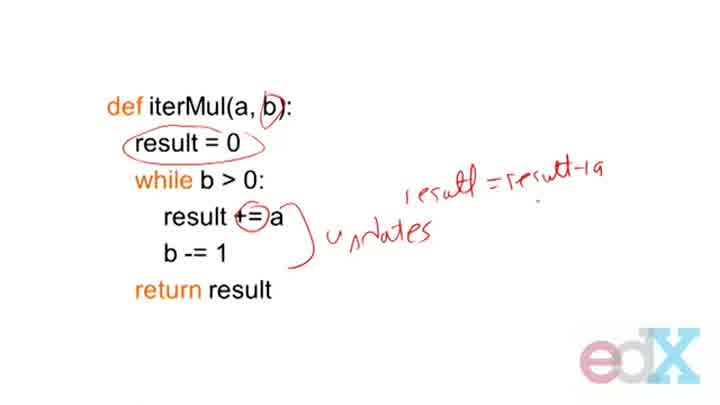 def iterMul(a, b):
result = 0
while b > 0:
result += a
b -= 1
return result
updates
result = result + a
edX